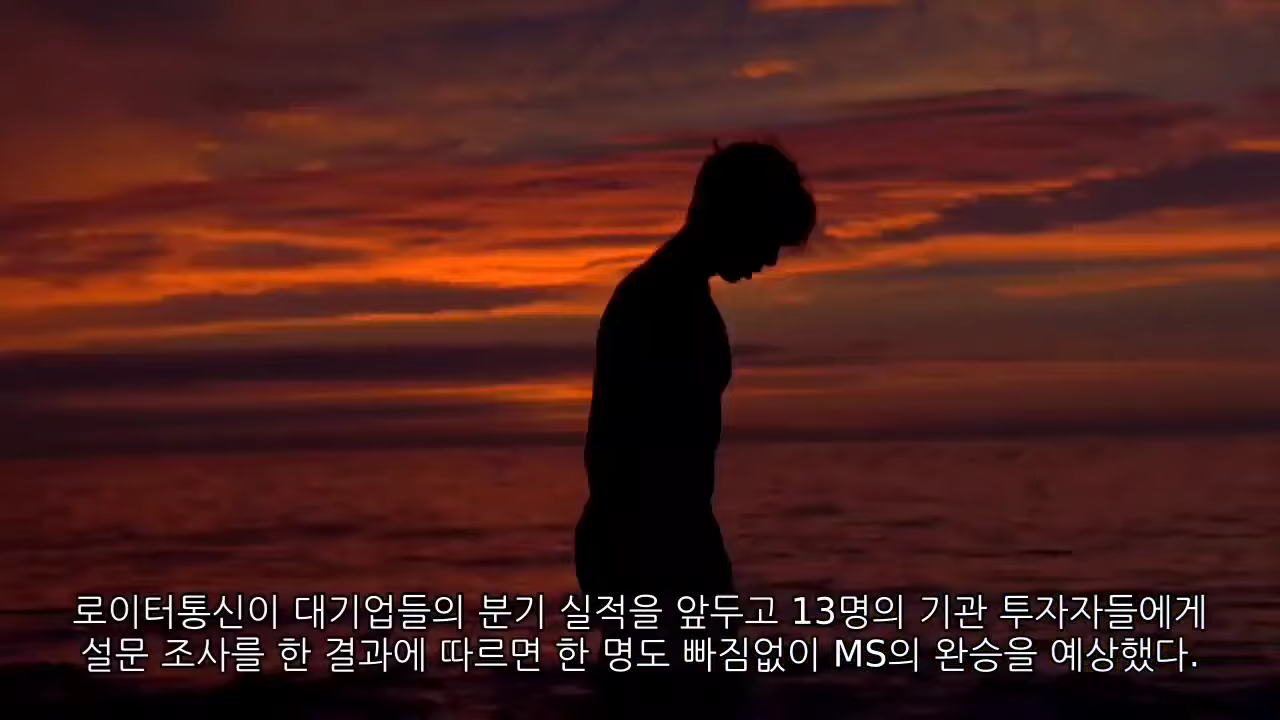 로이터통신이 대기업들의 분기 실적을 앞두고 13명의 기관 투자자들에게
설문 조사를 한 결과에 따르면 한 명도 빠짐없이 MS의 완승을 예상했다.